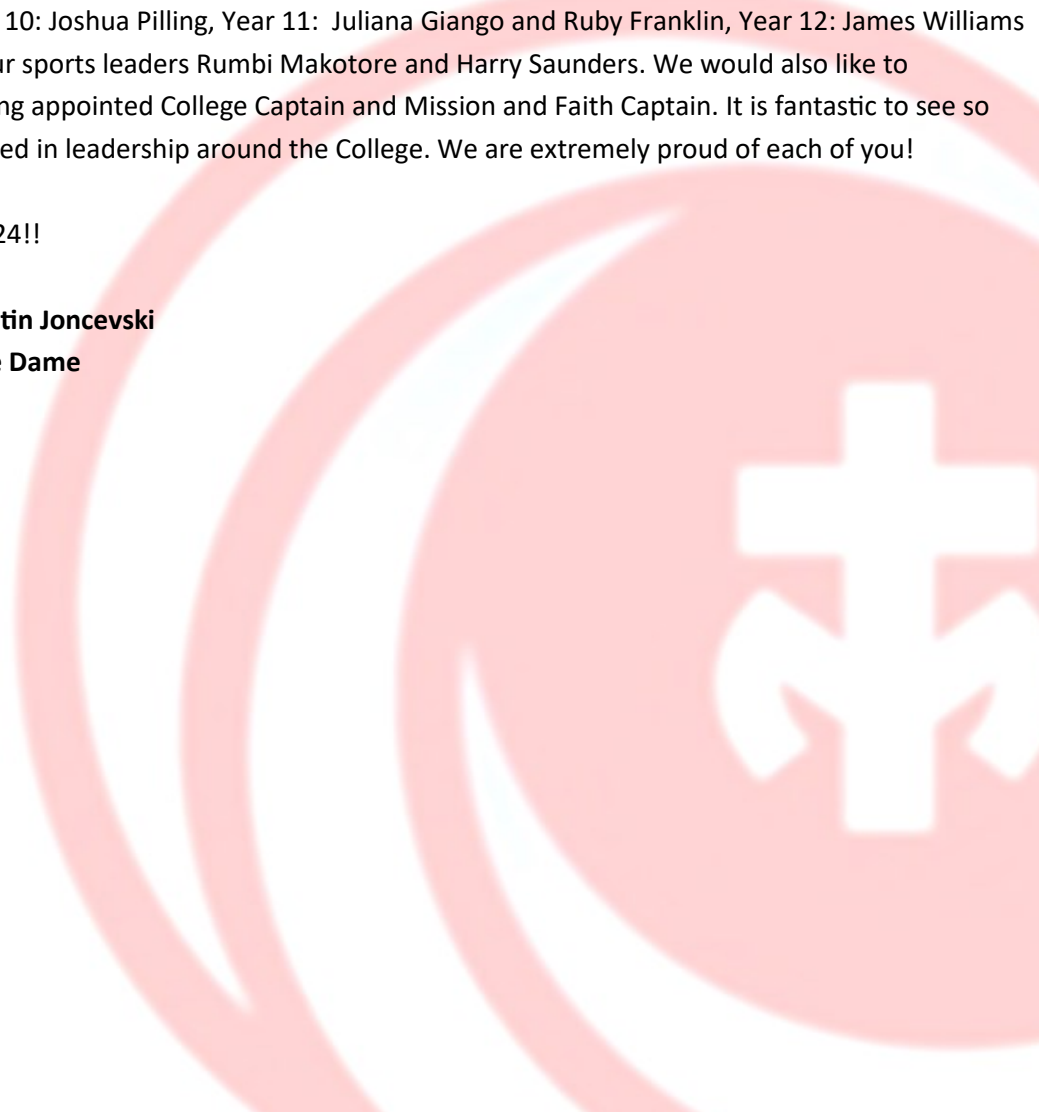 10: Joshua Pilling, Year 11:  Juliana Giango and Ruby Franklin, Year 12: James Williams
ur sports leaders Rumbi Makotore and Harry Saunders. We would also like to
ng appointed College Captain and Mission and Faith Captain. It is fantastic to see so
ed in leadership around the College. We are extremely proud of each of you!
24!!
tin Joncevski
e Dame